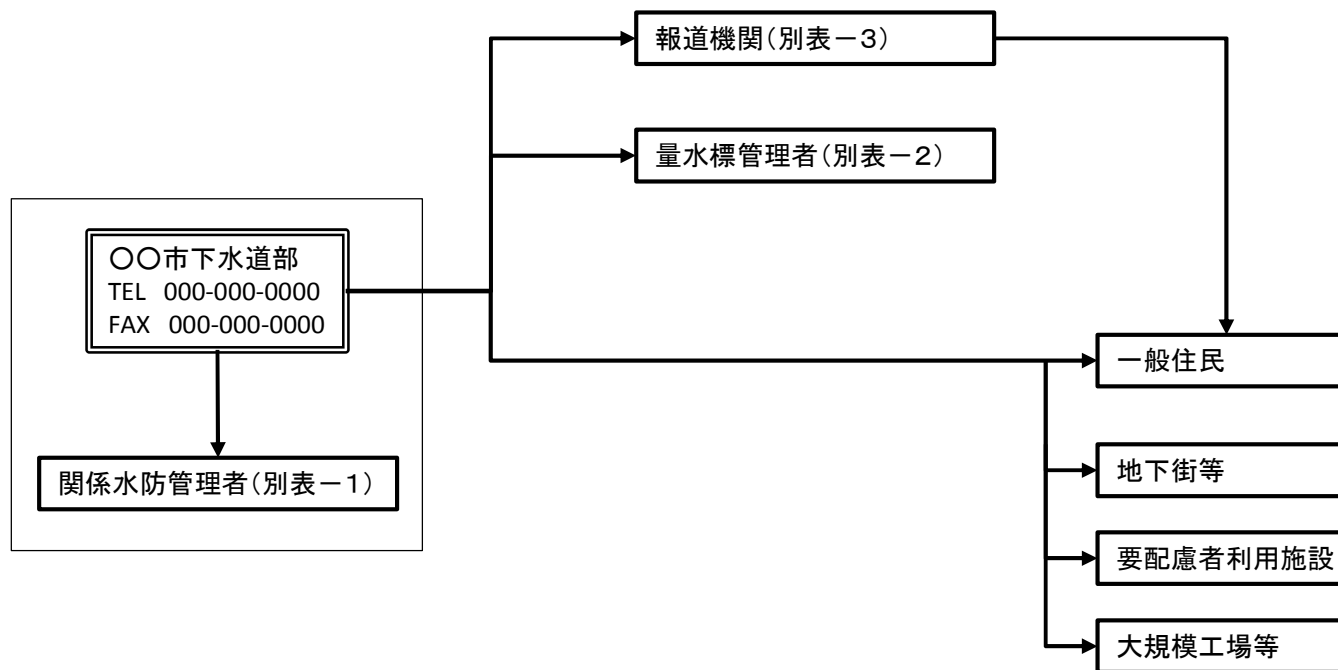 報道機関(別表－3)
量水標管理者(別表－2)
〇〇市下水道部
TEL 000-000-0000
FAX 000-000-0000
関係水防管理者(別表－1)
一般住民
地下街等
要配慮者利用施設
大規模工場等